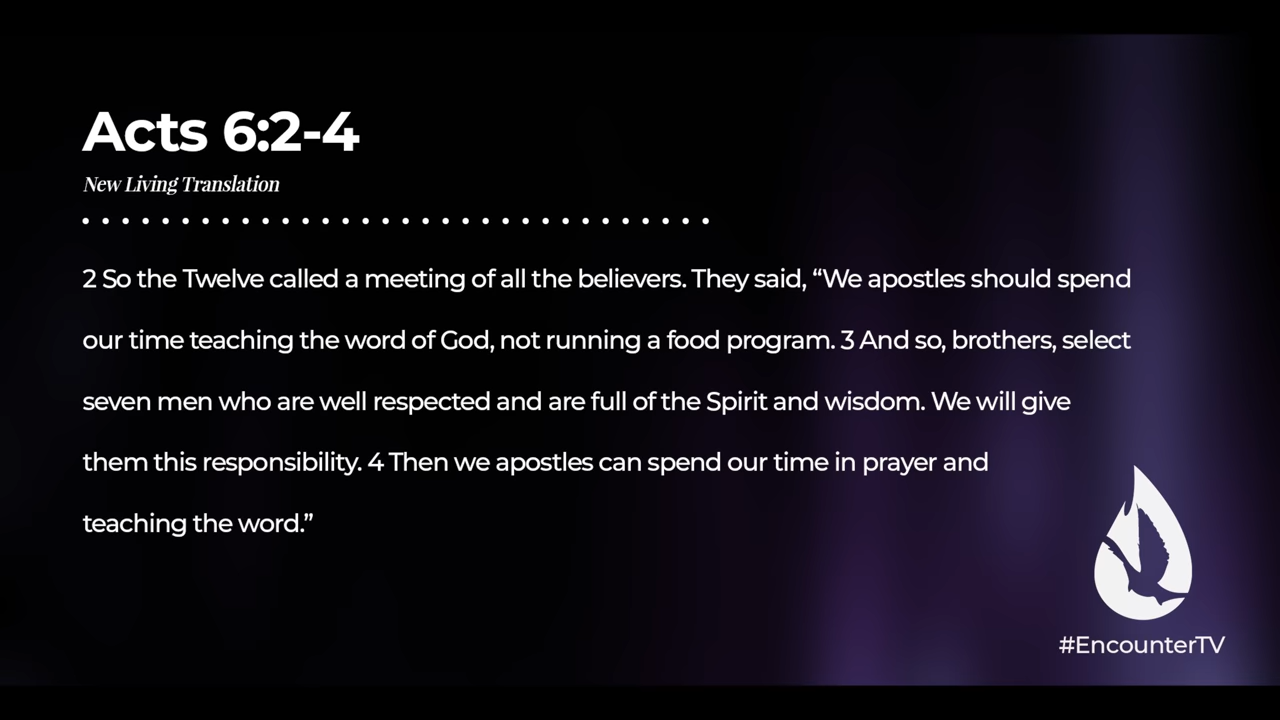 Acts 6:2-4
New Living Translation
2 So the Twelve called a meeting of all the believers. They said, “We apostles should spend
our time teaching the word of God, not running a food program. 3 And so, brothers, select
seven men who are well respected and are full of the Spirit and wisdom. We will give
them this responsibility. 4 Then we apostles can spend our time in prayer and
teaching the word.”
#EncounterTV